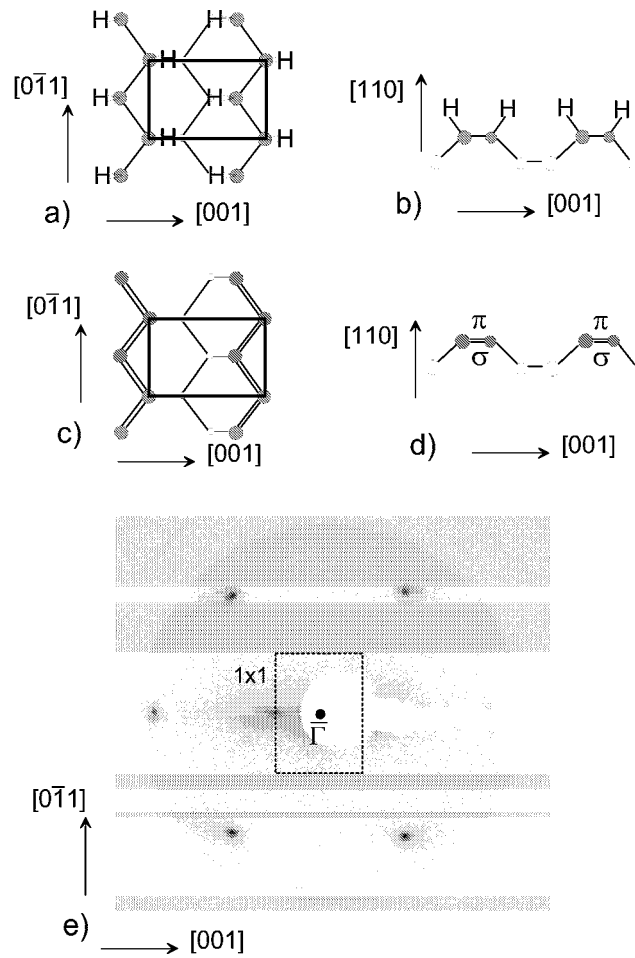 H H
[01̅1] H H H
H H
H H H
H H
a) [001]
[110] H H H H
b) [001]
[01̅1]
c) [001]
[110] π π
σ σ
d) [001]
1x1
Γ̅
[01̅1]
e) [001]